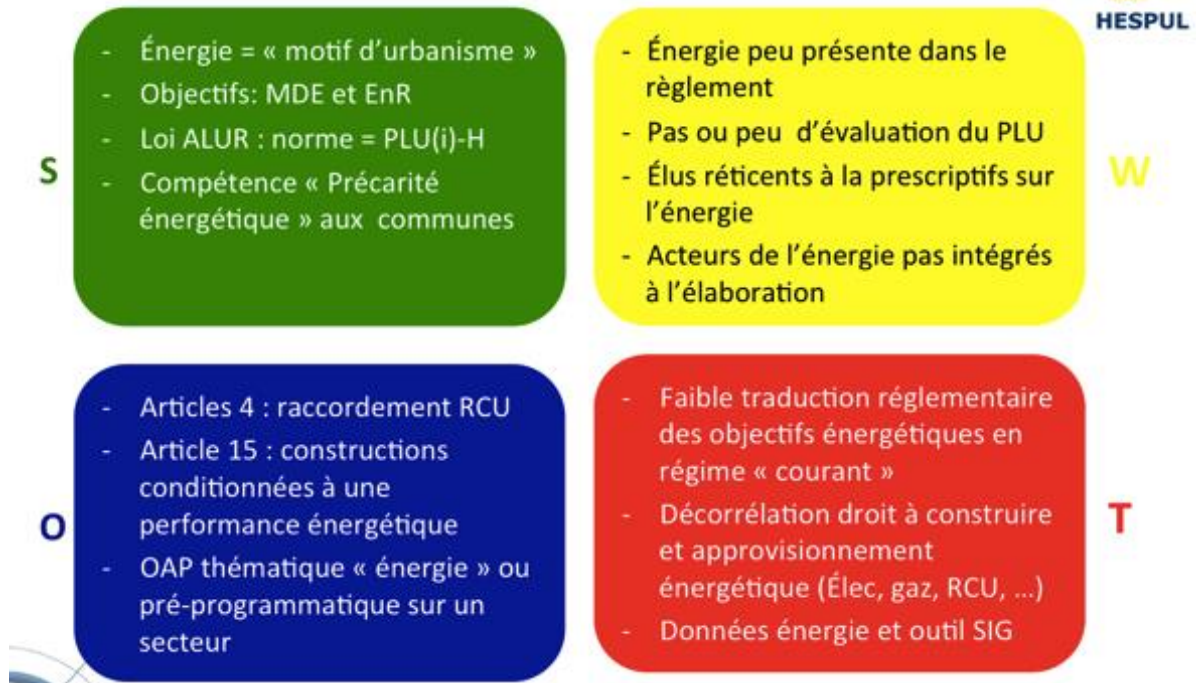 HESPUL
S
- Énergie = « motif d’urbanisme »
- Objectifs: MDE et EnR
- Loi ALUR : norme = PLU(i)-H
- Compétence « Précarité
énergétique » aux communes
- Énergie peu présente dans le
règlement
- Pas ou peu d’évaluation du PLU
- Élus réticents à la prescriptifs sur
l’énergie
- Acteurs de l’énergie pas intégrés
à l’élaboration
W
O
- Articles 4 : raccordement RCU
- Article 15 : constructions
conditionnées à une
performance énergétique
- OAP thématique « énergie » ou
pré-programmatique sur un
secteur
- Faible traduction réglementaire
des objectifs énergétiques en
régime « courant »
- Décorrélation droit à construire
et approvisionnement
énergétique (Élec, gaz, RCU, ...)
- Données énergie et outil SIG
T